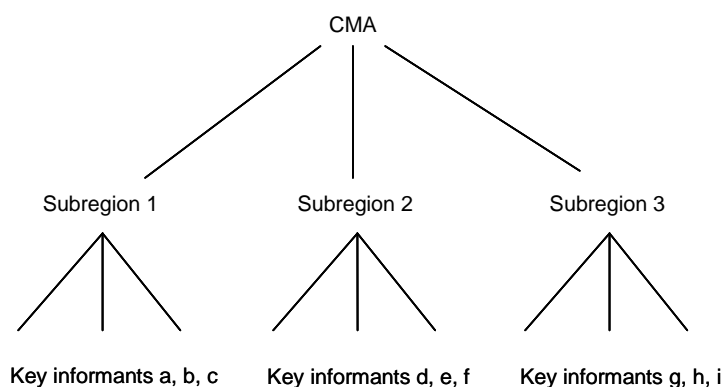 CMA
Subregion 1
Subregion 2
Subregion 3
Key informants a, b, c
Key informants d, e, f
Key informants g, h, i